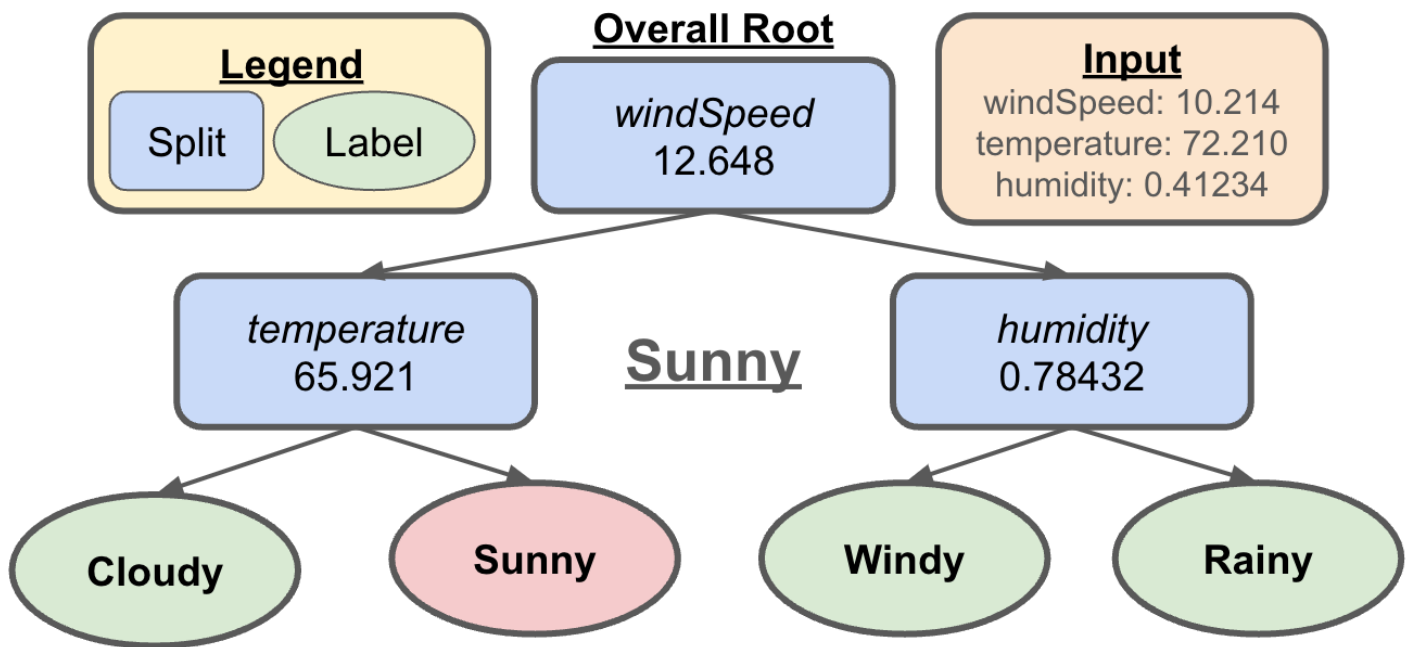 Legend
Split
Label
Overall Root
windSpeed
12.648
Input
windSpeed: 10.214
temperature: 72.210
humidity: 0.41234
temperature
65.921
Sunny
humidity
0.78432
Cloudy
Sunny
Windy
Rainy